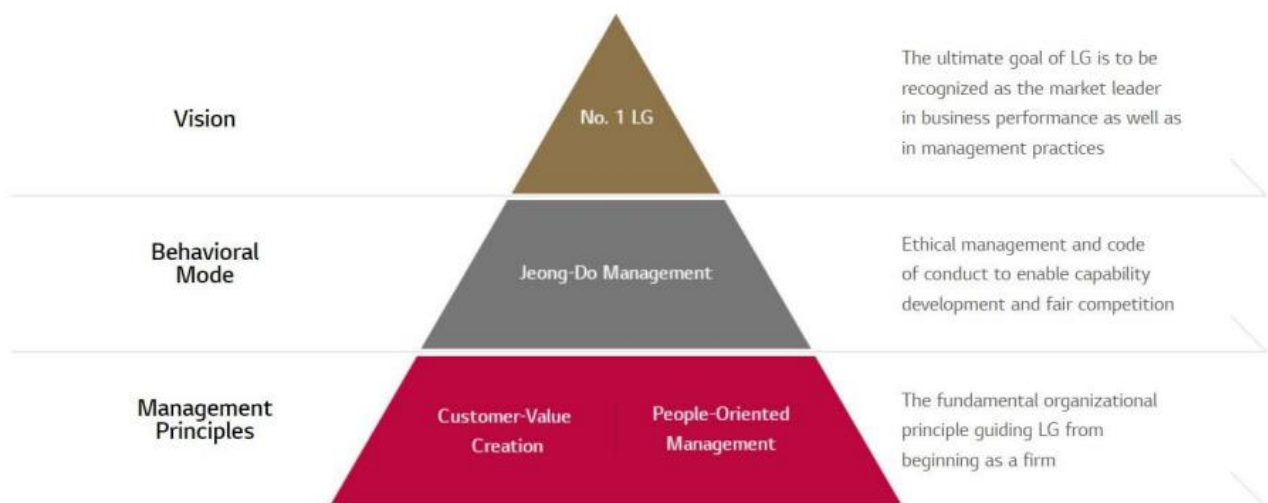 Vision
No. 1 LG
The ultimate goal of LG is to be
recognized as the market leader
in business performance as well as
in management practices
Behavioral
Mode
Jeong-Do Management
Ethical management and code
of conduct to enable capability
development and fair competition
Management
Principles
Customer-Value
Creation
People-Oriented
Management
The fundamental organizational
principle guiding LG from
beginning as a firm